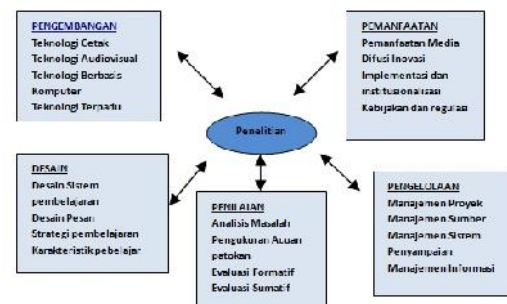 PENGEMBANGAN
Teknologi Cetak
Teknologi Audiovisual
Teknologi Berbasis
Komputer
Teknologi Terpadu
PEMANFAATAN
Pemanfaatan Media
Difusi Inovasi
Implementasi dan
institusionalisasi
Kebijakan dan regulasi
Penelitian
DESAIN
Desain Sistem
pembelajaran
Desain Pesan
Strategi pembelajaran
Karakteristik pebelajar
PENILAIAN
Analisis Masalah
Pengukuran Acuan
patokan
Evaluasi Formatif
Evaluasi Sumatif
PENGELOLAAN
Manajemen Proyek
Manajemen Sumber
Manajemen Sistem
Penyampaian
Manajemen Informasi